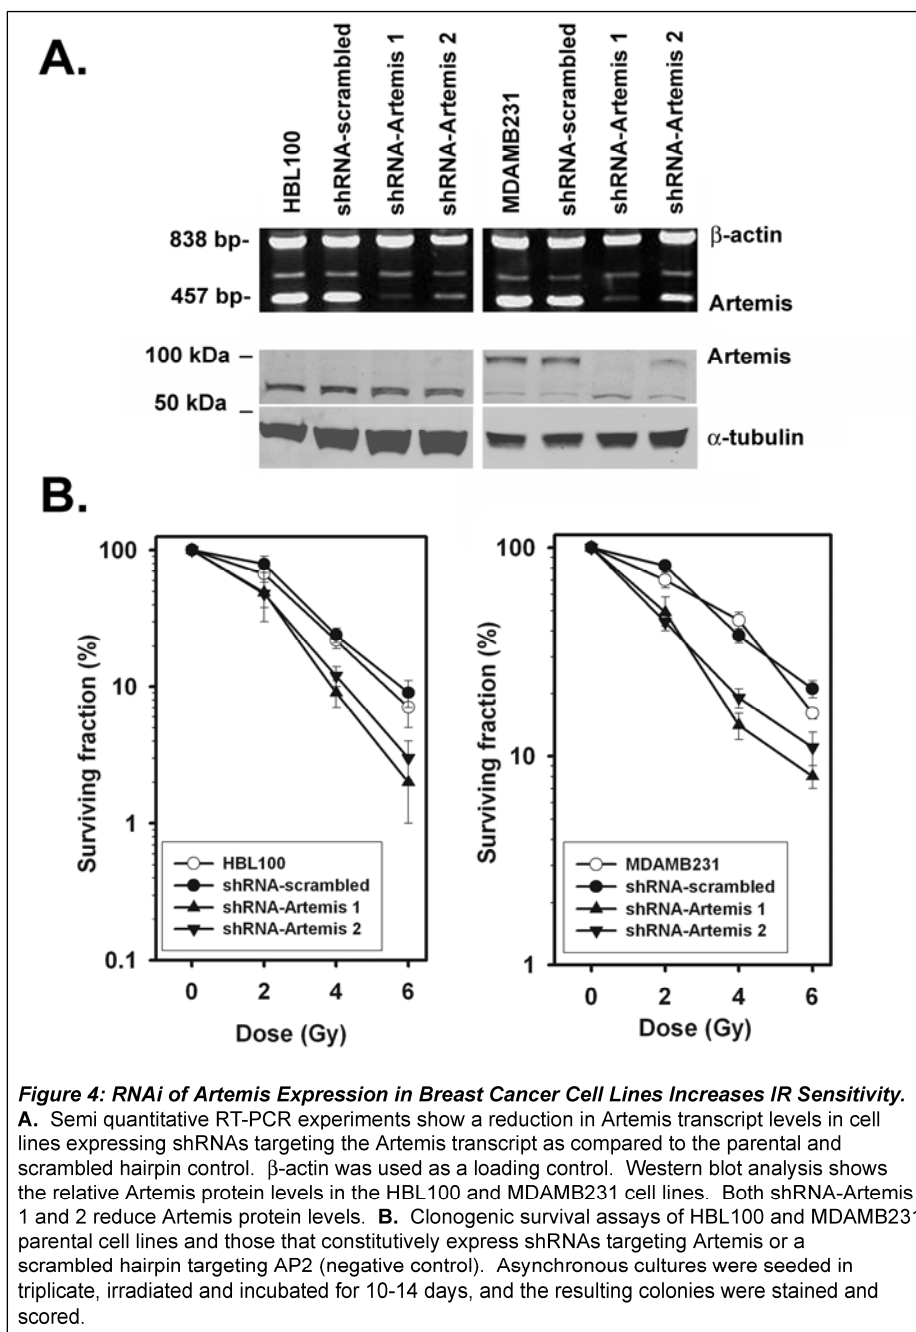 A.
HBL100
shRNA-scrambled
shRNA-Artemis 1
shRNA-Artemis 2
MDAMB231
shRNA-scrambled
shRNA-Artemis 1
shRNA-Artemis 2
838 bp-
β-actin
457 bp-
Artemis
100 kDa –
Artemis
50 kDa –
α-tubulin
B.
Surviving fraction (%)
100
10
1
0.1
HBL100
shRNA-scrambled
shRNA-Artemis 1
shRNA-Artemis 2
0 2 4 6
Dose (Gy)
Surviving fraction (%)
100
10
1
MDAMB231
shRNA-scrambled
shRNA-Artemis 1
shRNA-Artemis 2
0 2 4 6
Dose (Gy)
Figure 4: RNAi of Artemis Expression in Breast Cancer Cell Lines Increases IR Sensitivity.
A. Semi quantitative RT-PCR experiments show a reduction in Artemis transcript levels in cell
lines expressing shRNAs targeting the Artemis transcript as compared to the parental and
scrambled hairpin control. β-actin was used as a loading control. Western blot analysis shows
the relative Artemis protein levels in the HBL100 and MDAMB231 cell lines. Both shRNA-Artemis
1 and 2 reduce Artemis protein levels. B. Clonogenic survival assays of HBL100 and MDAMB231
parental cell lines and those that constitutively express shRNAs targeting Artemis or a
scrambled hairpin targeting AP2 (negative control). Asynchronous cultures were seeded in
triplicate, irradiated and incubated for 10-14 days, and the resulting colonies were stained and
scored.